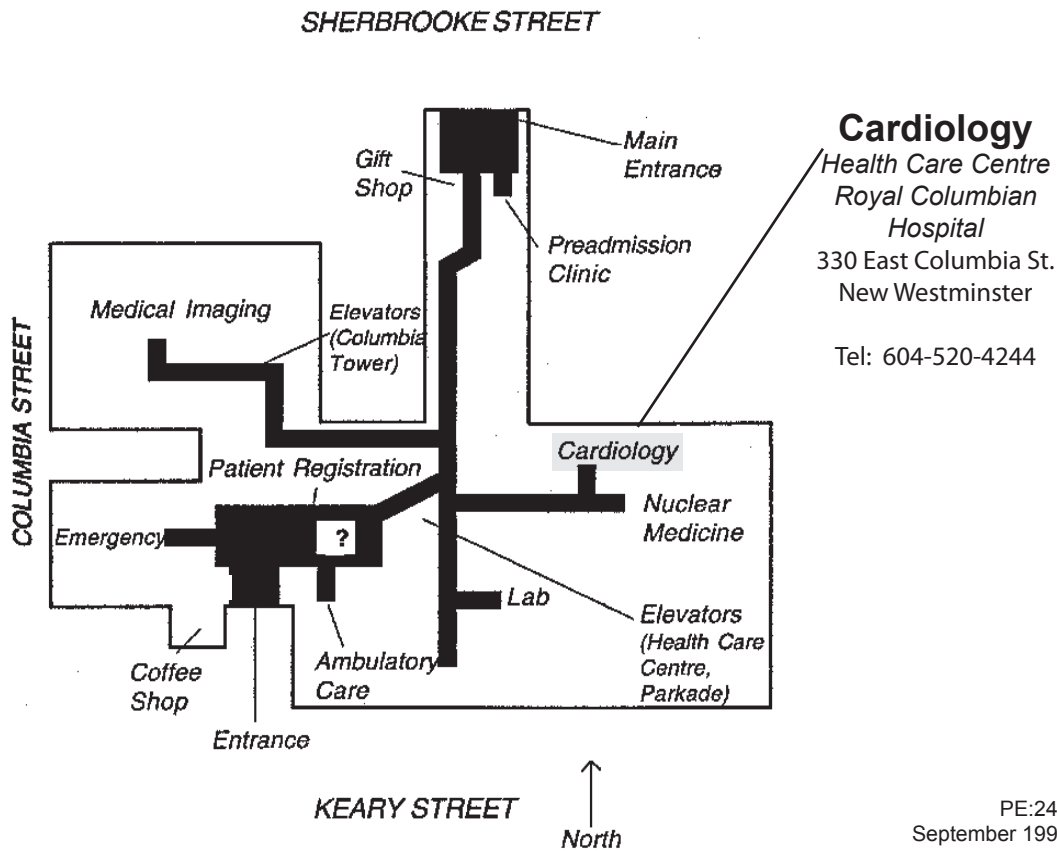 SHERBROOKE STREET
Cardiology
Health Care Centre
Royal Columbian
Hospital
330 East Columbia St.
New Westminster
Tel: 604-520-4244
Main
Entrance
Gift
Shop
Preadmission
Clinic
Medical Imaging
Elevators
(Columbia
Tower)
COLUMBIA STREET
Cardiology
Patient Registration
Nuclear
Medicine
Emergency
?
Lab
Elevators
(Health Care
Centre,
Parkade)
Ambulatory
Care
Coffee
Shop
Entrance
KEARY STREET
North
PE:24
September 199